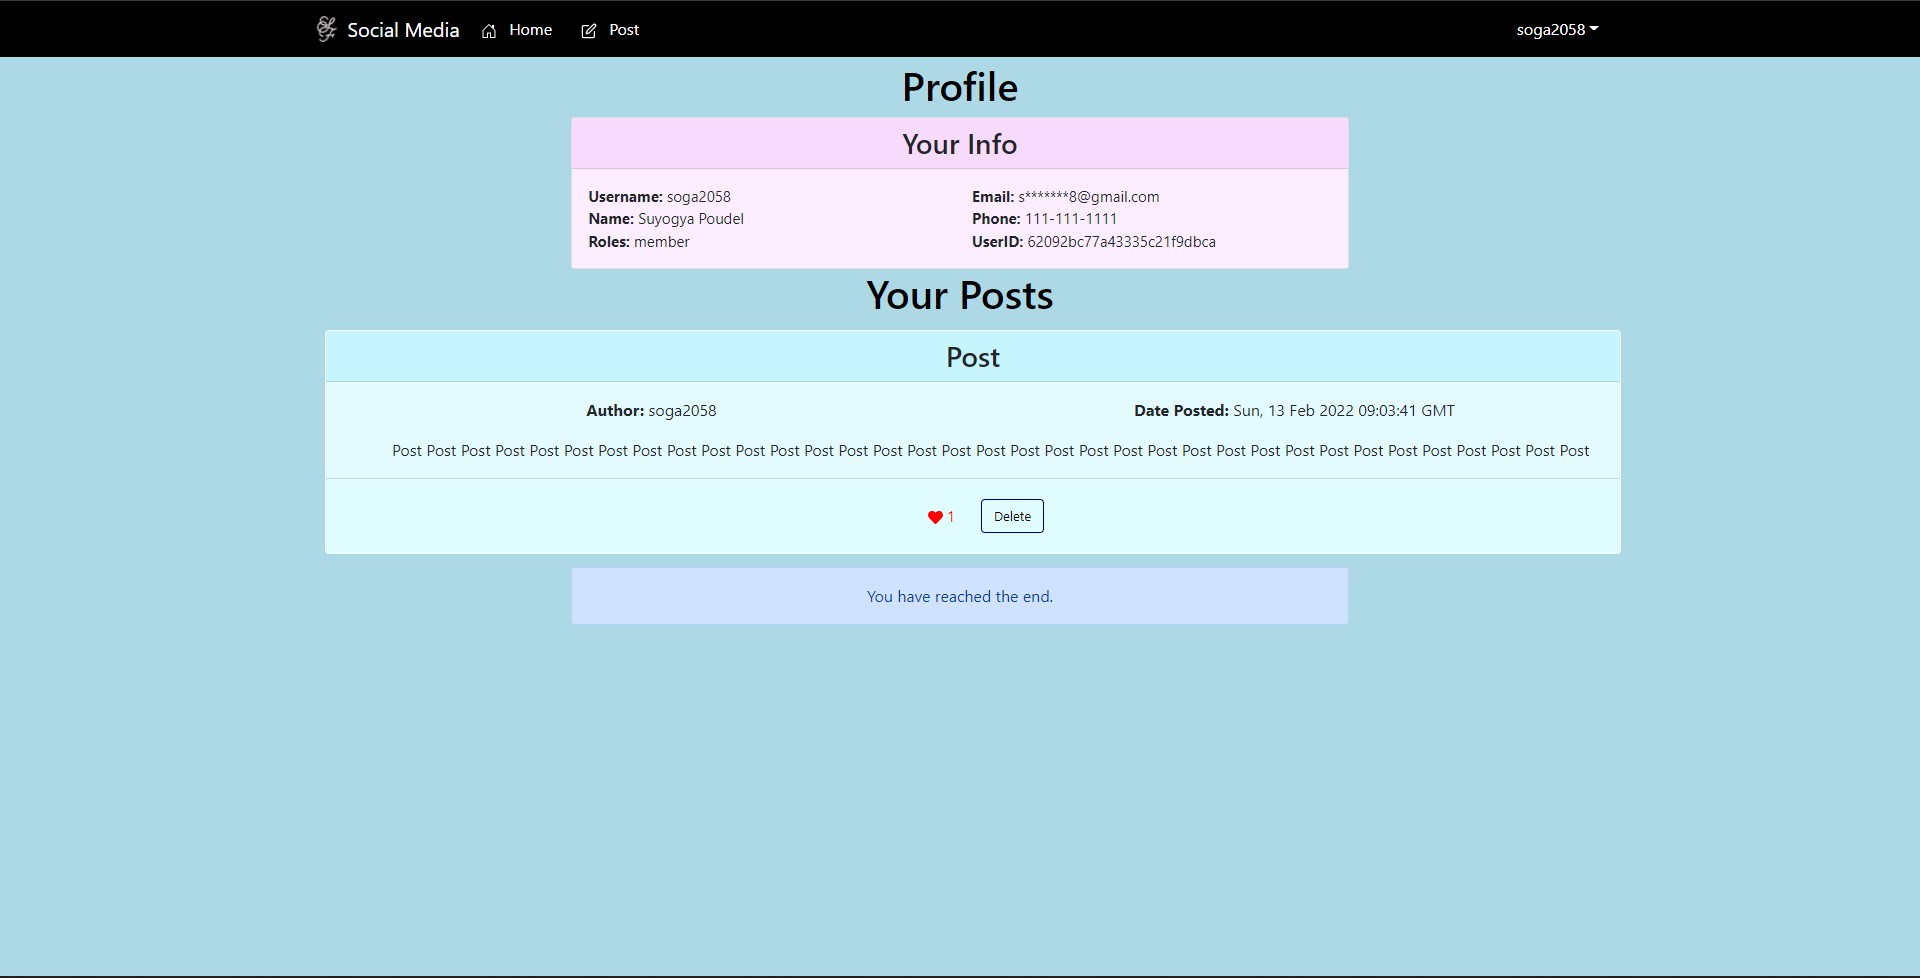 Social Media Home Post soga2058
Profile
Your Info
Username: soga2058 Email: s*******8@gmail.com
Name: Suyogya Poudel Phone: 111-111-1111
Roles: member UserID: 62092bc77a43335c21f9dbca
Your Posts
Post
Author: soga2058 Date Posted: Sun, 13 Feb 2022 09:03:41 GMT
Post Post Post Post Post Post Post Post Post Post Post Post Post Post Post Post Post Post Post Post Post Post Post Post Post Post Post Post Post Post Post Post Post Post Post
1 Delete
You have reached the end.